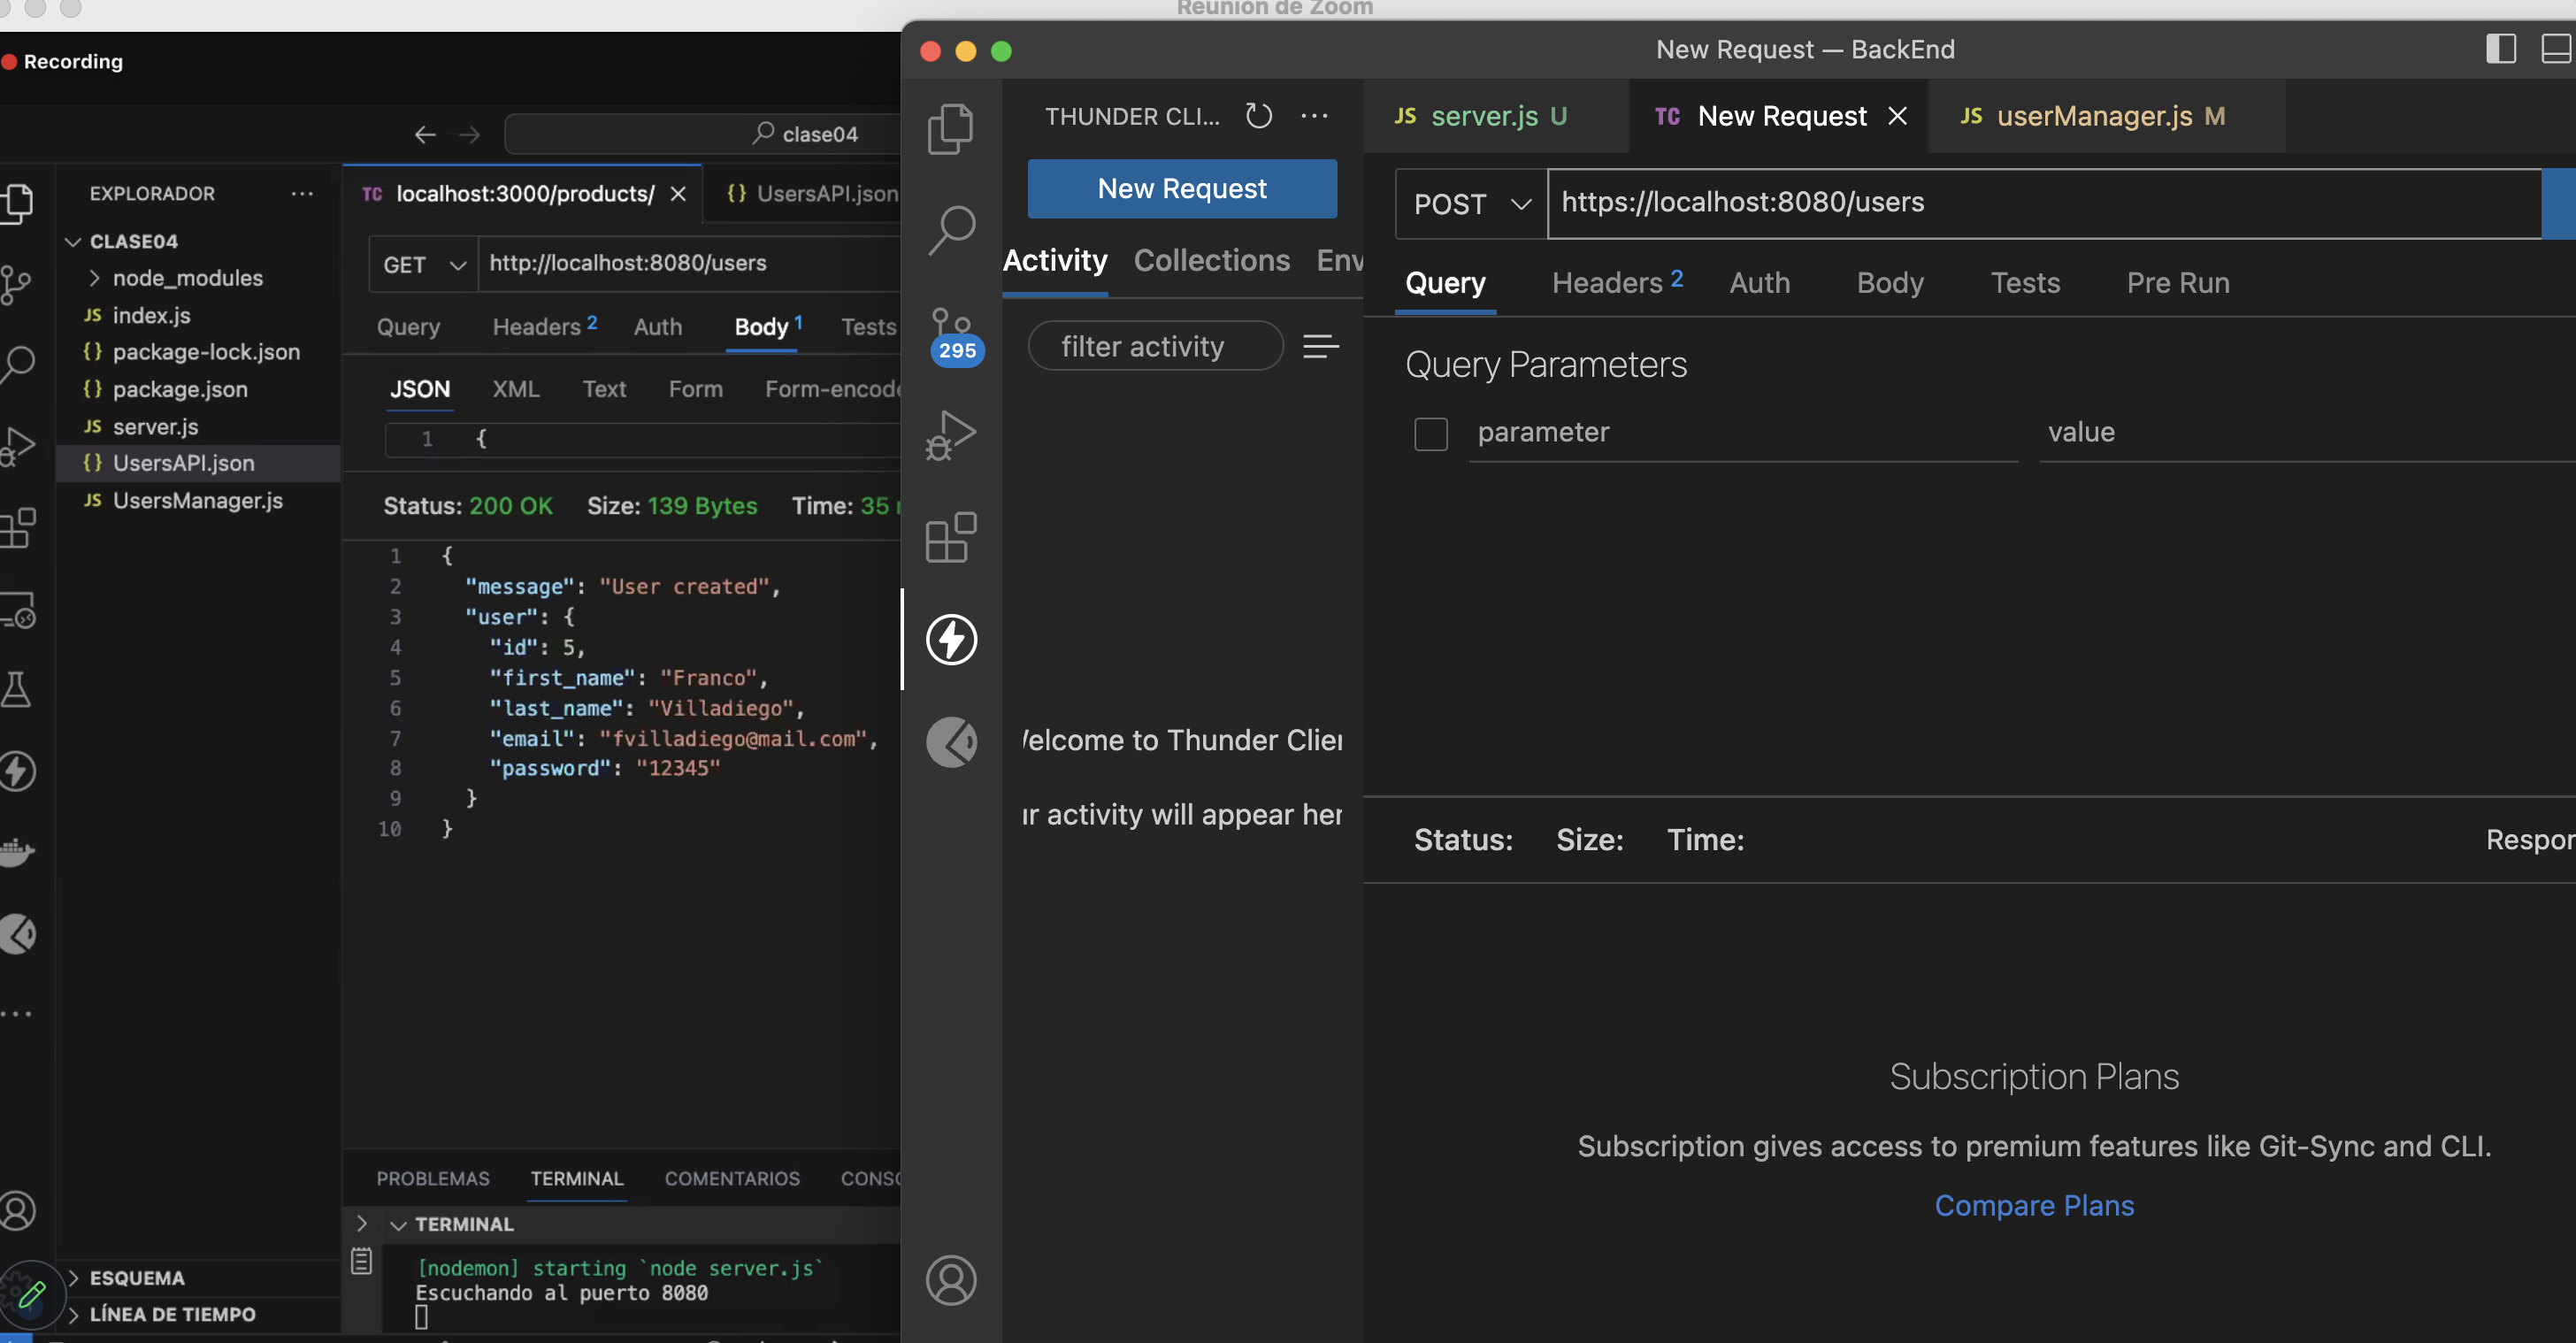 Reunión de Zoom
Recording
clase04
EXPLORADOR
CLASE04
node_modules
JS index.js
{} package-lock.json
{} package.json
JS server.js
{} UsersAPI.json
JS UsersManager.js
ESQUEMA
LÍNEA DE TIEMPO
TC localhost:3000/products/
{} UsersAPI.json
GET http://localhost:8080/users
Query Headers 2 Auth Body 1 Tests
JSON XML Text Form Form-encode
1 {
Status: 200 OK Size: 139 Bytes Time: 35
1 {
2 "message": "User created",
3 "user": {
4 "id": 5,
5 "first_name": "Franco",
6 "last_name": "Villadiego",
7 "email": "fvilladiego@mail.com",
8 "password": "12345"
9 }
10 }
PROBLEMAS TERMINAL COMENTARIOS CONSO
TERMINAL
[nodemon] starting `node server.js`
Escuchando al puerto 8080
New Request — BackEnd
295
THUNDER CLI...
New Request
Activity Collections Env
filter activity
elcome to Thunder Clien
ur activity will appear her
JS server.js U
TC New Request
JS userManager.js M
POST https://localhost:8080/users
Query Headers 2 Auth Body Tests Pre Run
Query Parameters
parameter value
Status: Size: Time: Respon
Subscription Plans
Subscription gives access to premium features like Git-Sync and CLI.
Compare Plans